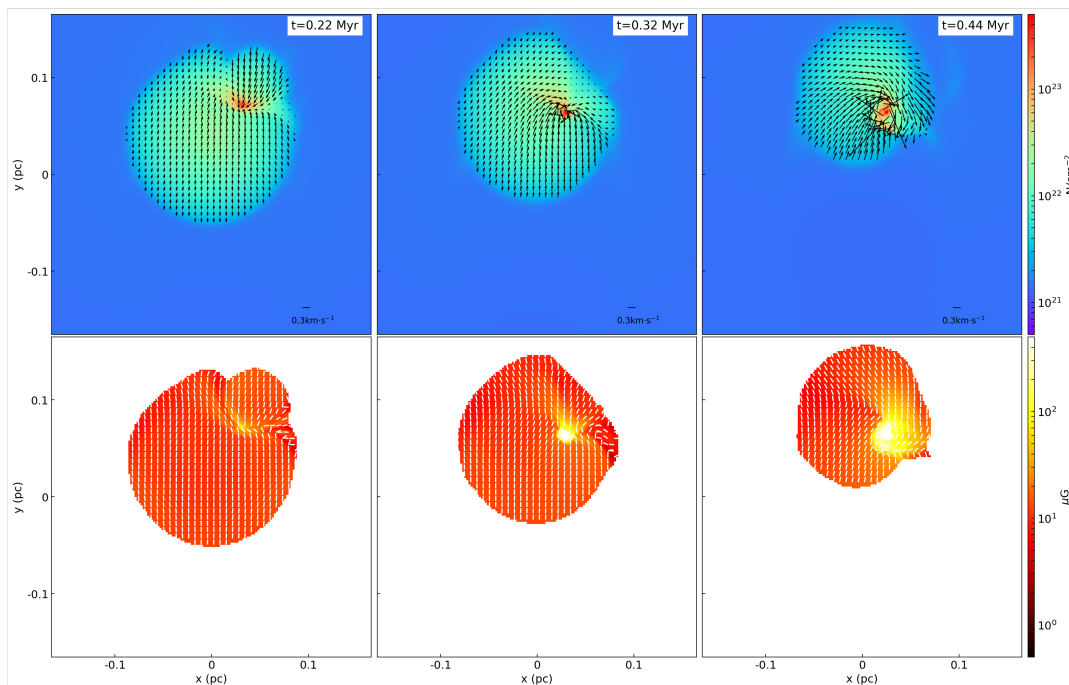 t=0.22 Myr
t=0.32 Myr
t=0.44 Myr
0.1
0
-0.1
y (pc)
0.3km·s⁻¹
0.3km·s⁻¹
0.3km·s⁻¹
10²³
10²²
10²¹
0.1
0
-0.1
y (pc)
10²
10¹
10⁰
μG
-0.1 0 0.1
-0.1 0 0.1
-0.1 0 0.1
x (pc)
x (pc)
x (pc)